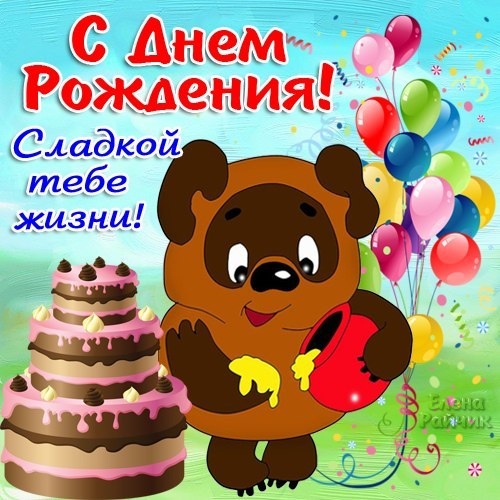 С Днем
Рождения!
Сладкой
тебе
жизни!
Елена
Райчик